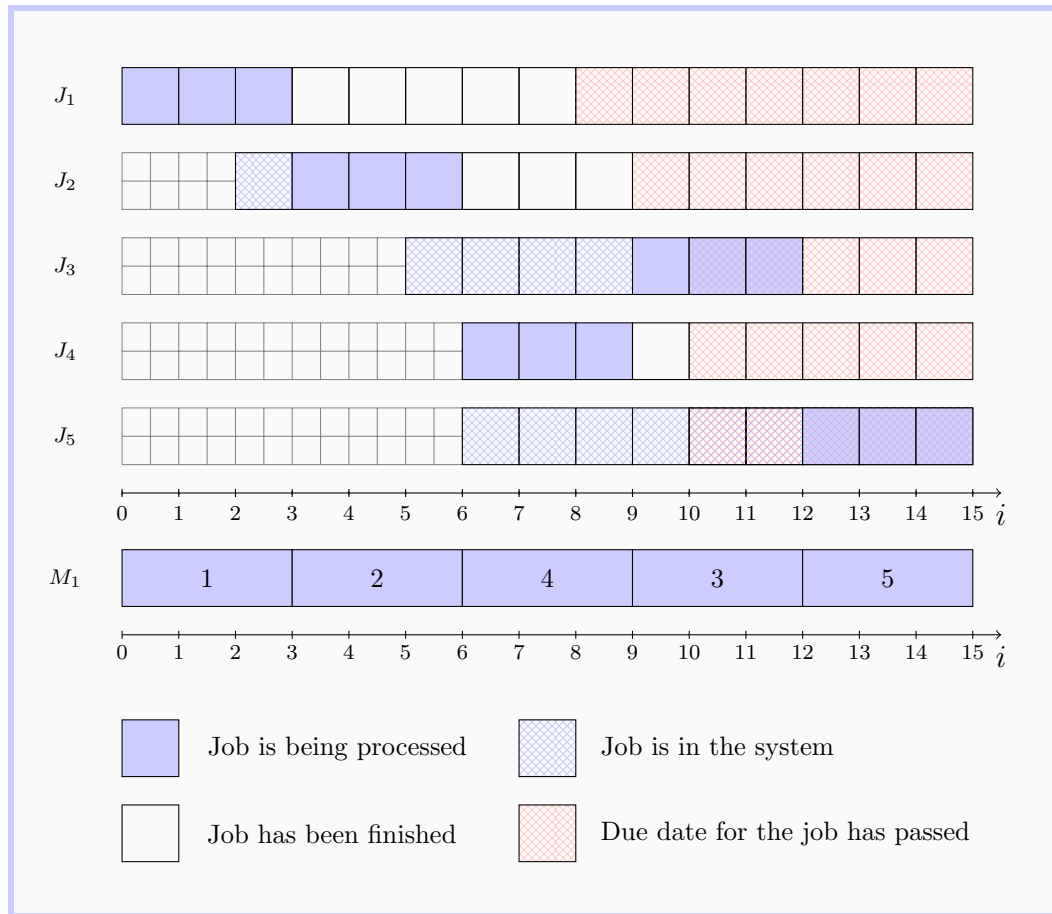 J1
J2
J3
J4
J5
0 1 2 3 4 5 6 7 8 9 10 11 12 13 14 15 i
M1 1 2 4 3 5
0 1 2 3 4 5 6 7 8 9 10 11 12 13 14 15 i
Job is being processed Job is in the system
Job has been finished Due date for the job has passed